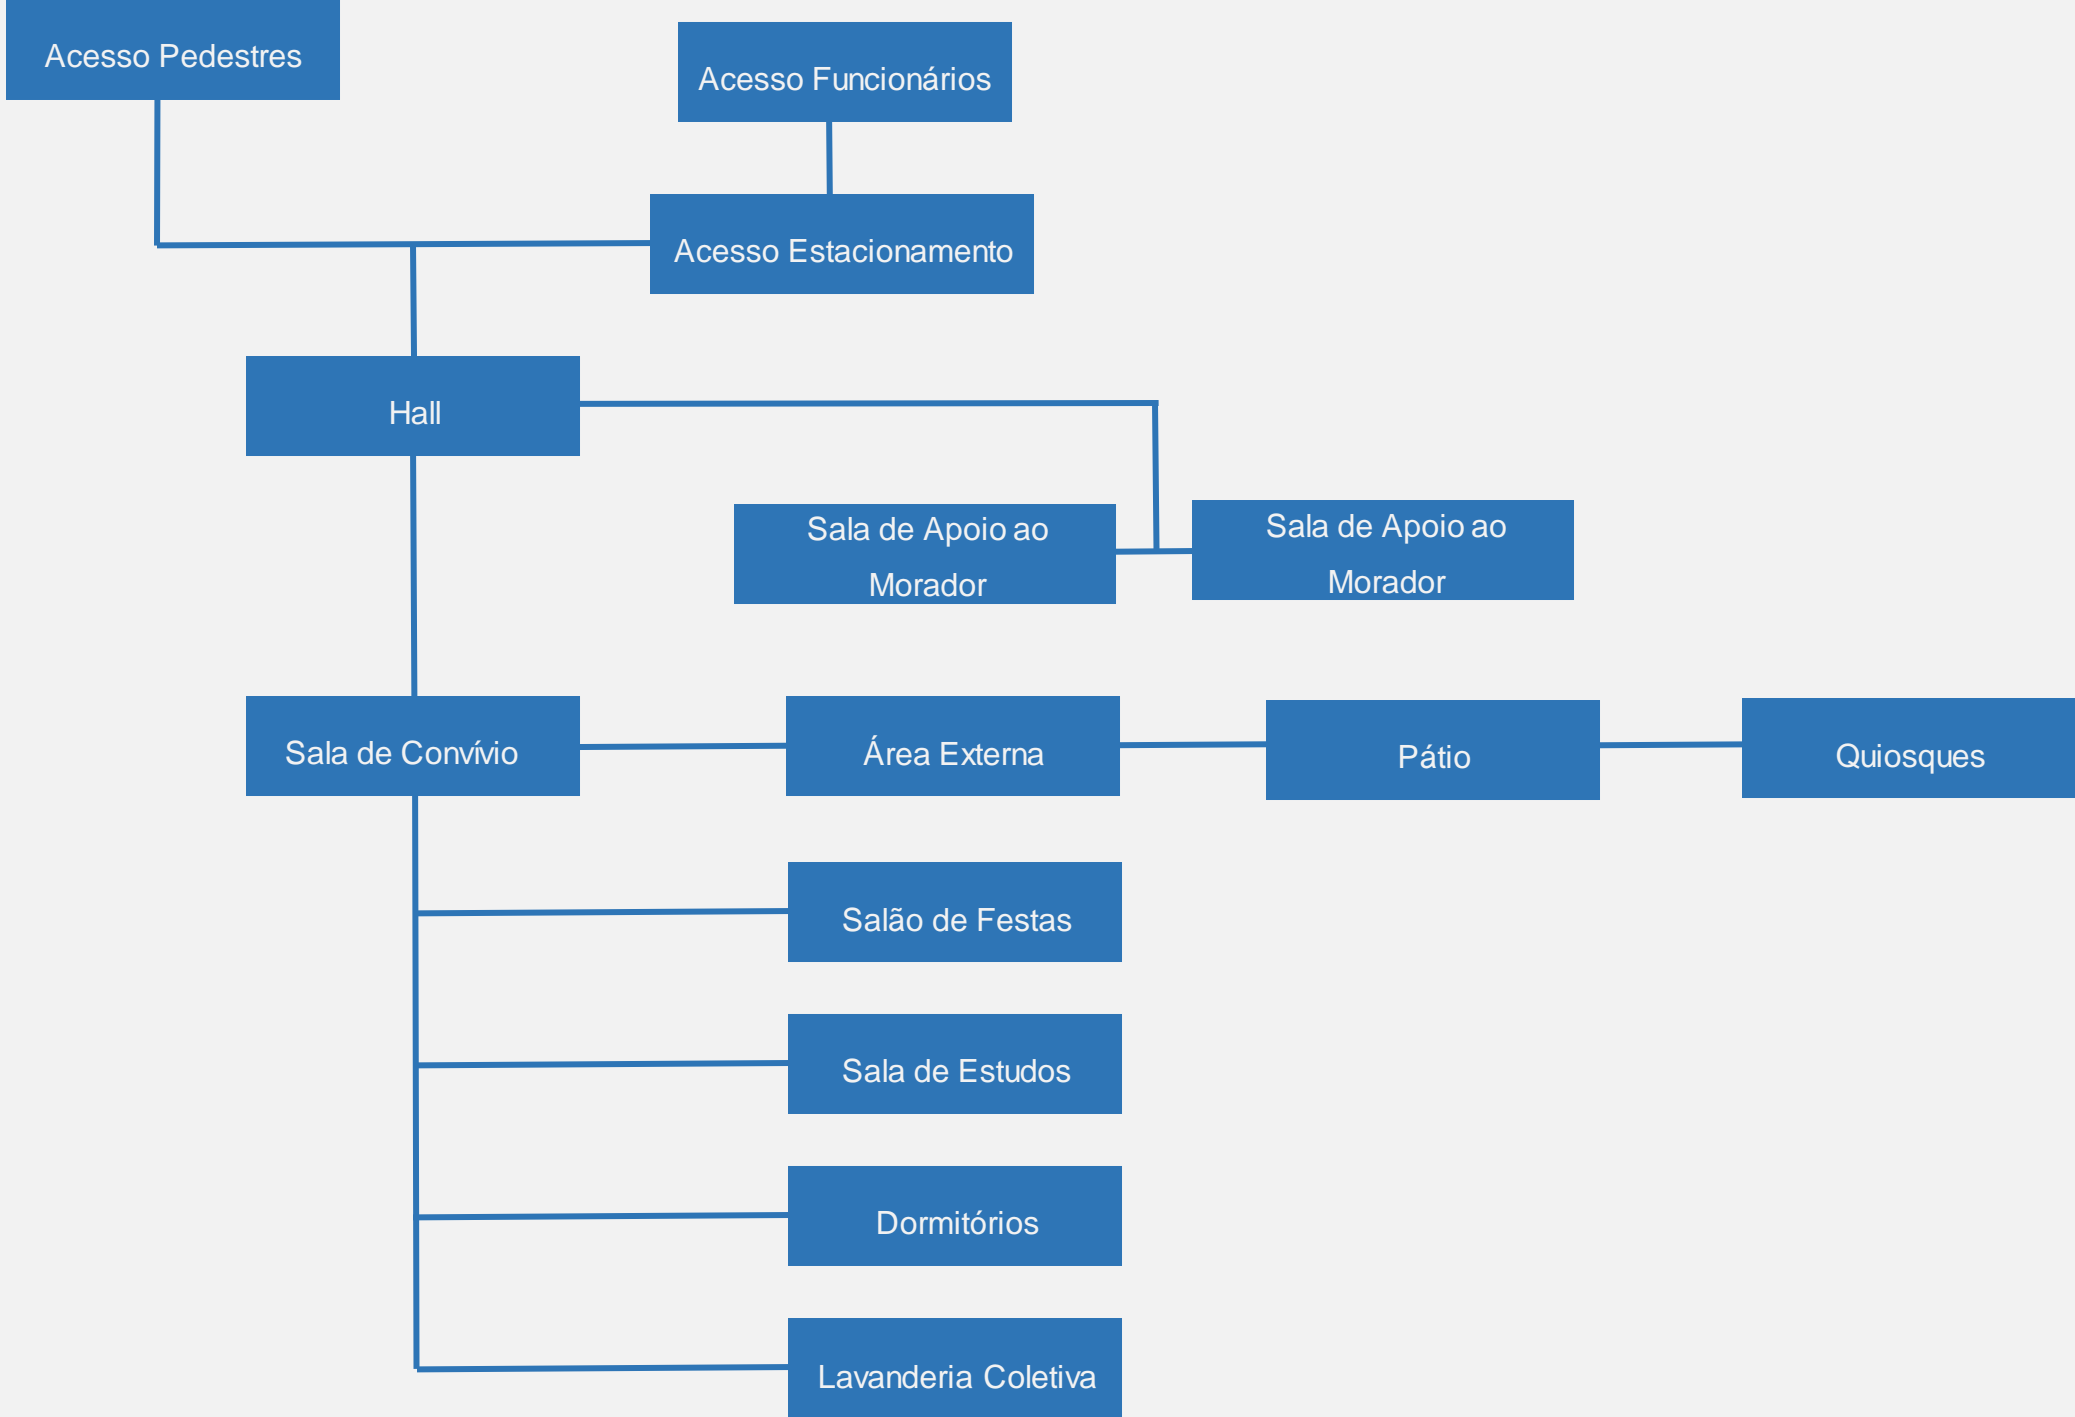 Acesso Pedestres
Acesso Funcionários
Acesso Estacionamento
Hall
Sala de Apoio ao
Morador
Sala de Apoio ao
Morador
Sala de Convívio
Área Externa
Pátio
Quiosques
Salão de Festas
Sala de Estudos
Dormitórios
Lavanderia Coletiva